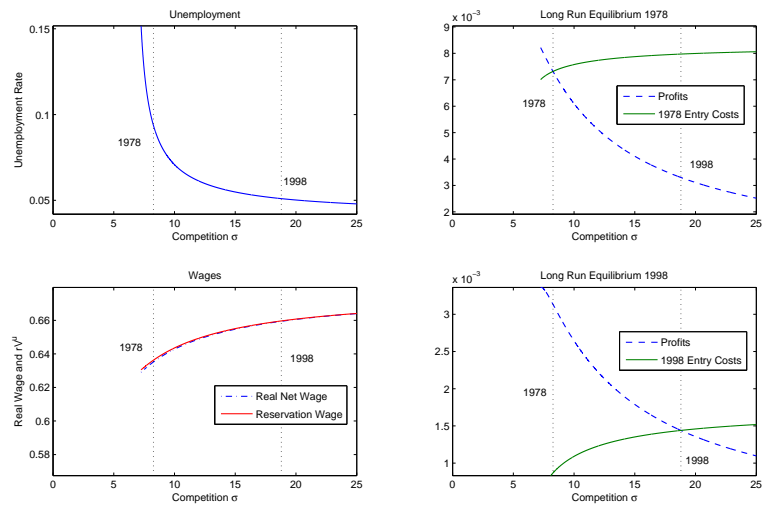 Unemployment
0.15
0.1
0.05
Unemployment Rate
1978
1998
0 5 10 15 20 25
Competition σ
Long Run Equilibrium 1978
x 10⁻³
9
8
7
6
5
4
3
2
1978
Profits
1978 Entry Costs
1998
0 5 10 15 20 25
Competition σ
Wages
0.66
0.64
0.62
0.6
0.58
Real Wage and rVᵘ
1978
1998
Real Net Wage
Reservation Wage
0 5 10 15 20 25
Competition σ
Long Run Equilibrium 1998
x 10⁻³
3
2.5
2
1.5
1
Profits
1998 Entry Costs
1978
1998
0 5 10 15 20 25
Competition σ